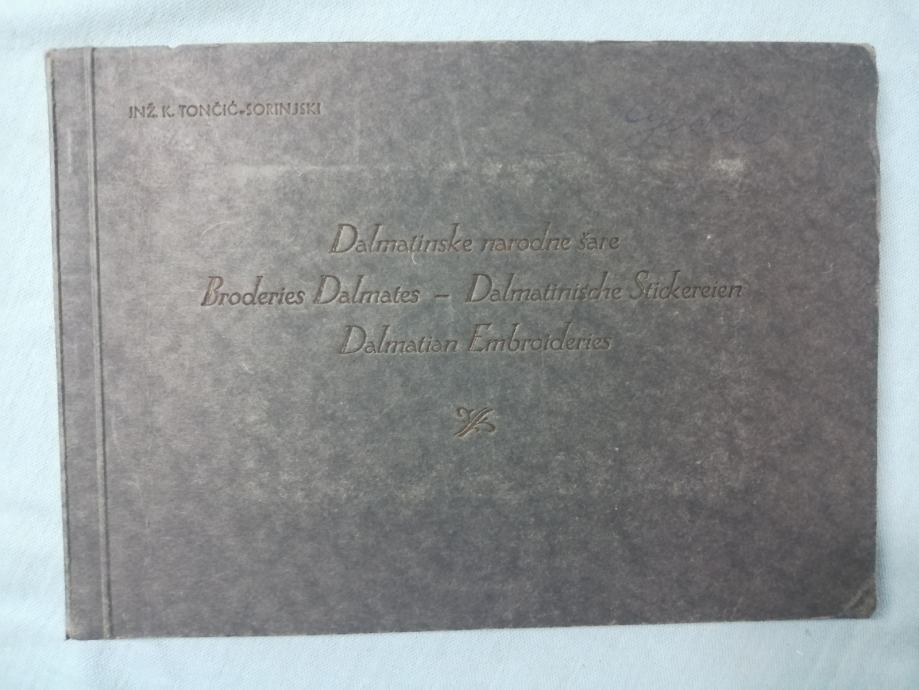 INŽ. K. TONČIĆ-SORINJSKI
Dalmatinske narodne šare
Broderies Dalmates – Dalmatinische Stickereien
Dalmatian Embroideries